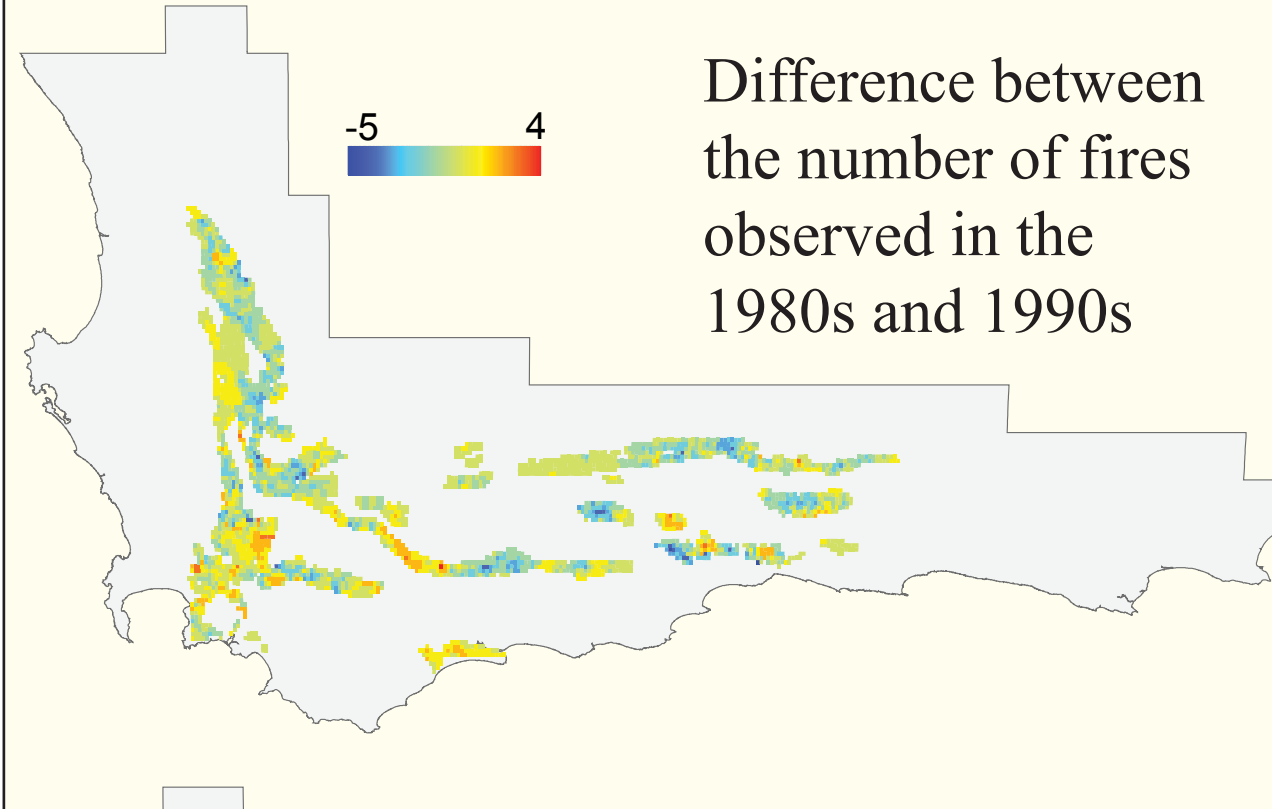 -5 4
Difference between
the number of fires
observed in the
1980s and 1990s